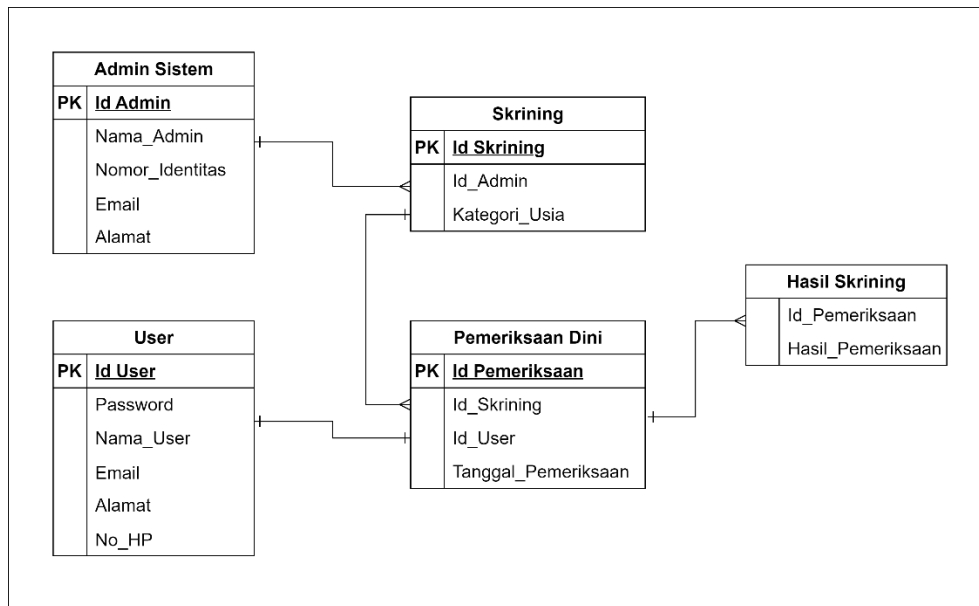 Admin Sistem
PK Id Admin
Nama_Admin
Nomor_Identitas
Email
Alamat
Skrining
PK Id Skrining
Id_Admin
Kategori_Usia
Hasil Skrining
Id_Pemeriksaan
Hasil_Pemeriksaan
User
PK Id User
Password
Nama_User
Email
Alamat
No_HP
Pemeriksaan Dini
PK Id Pemeriksaan
Id_Skrining
Id_User
Tanggal_Pemeriksaan